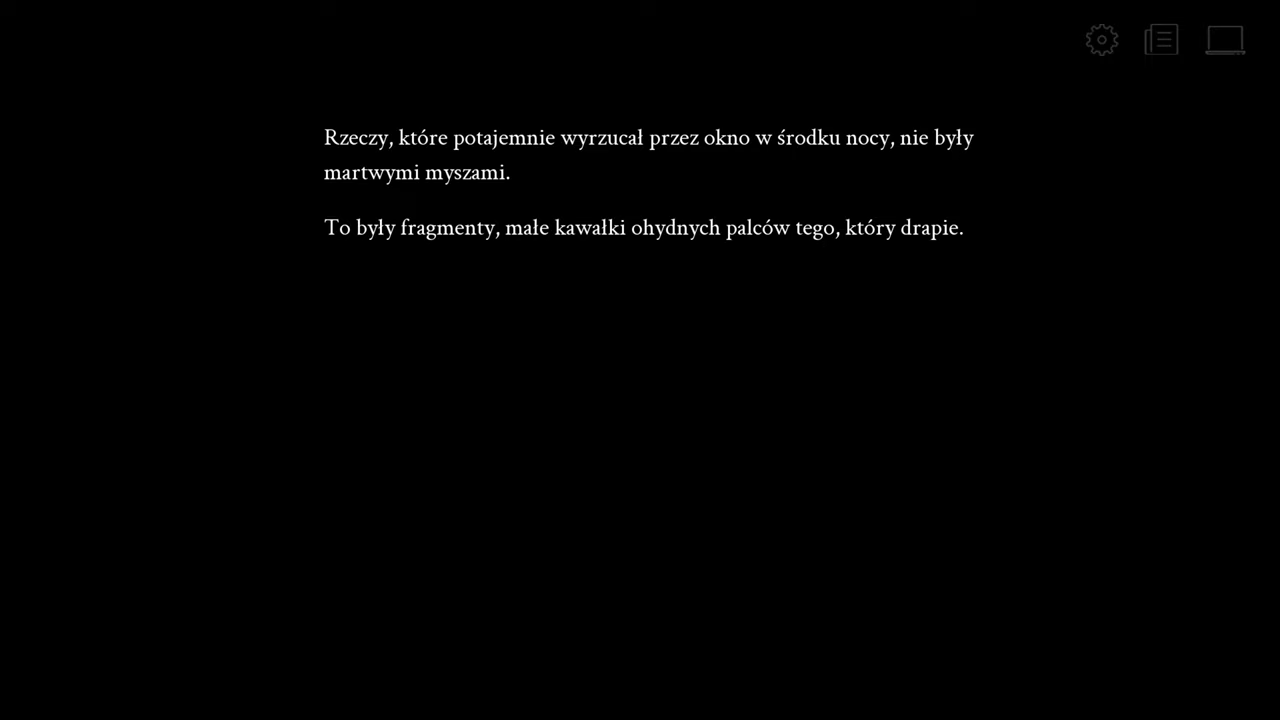 Rzeczy, które potajemnie wyrzucał przez okno w środku nocy, nie były
martwymi myszami.
To były fragmenty, małe kawałki ohydnych palców tego, który drapie.